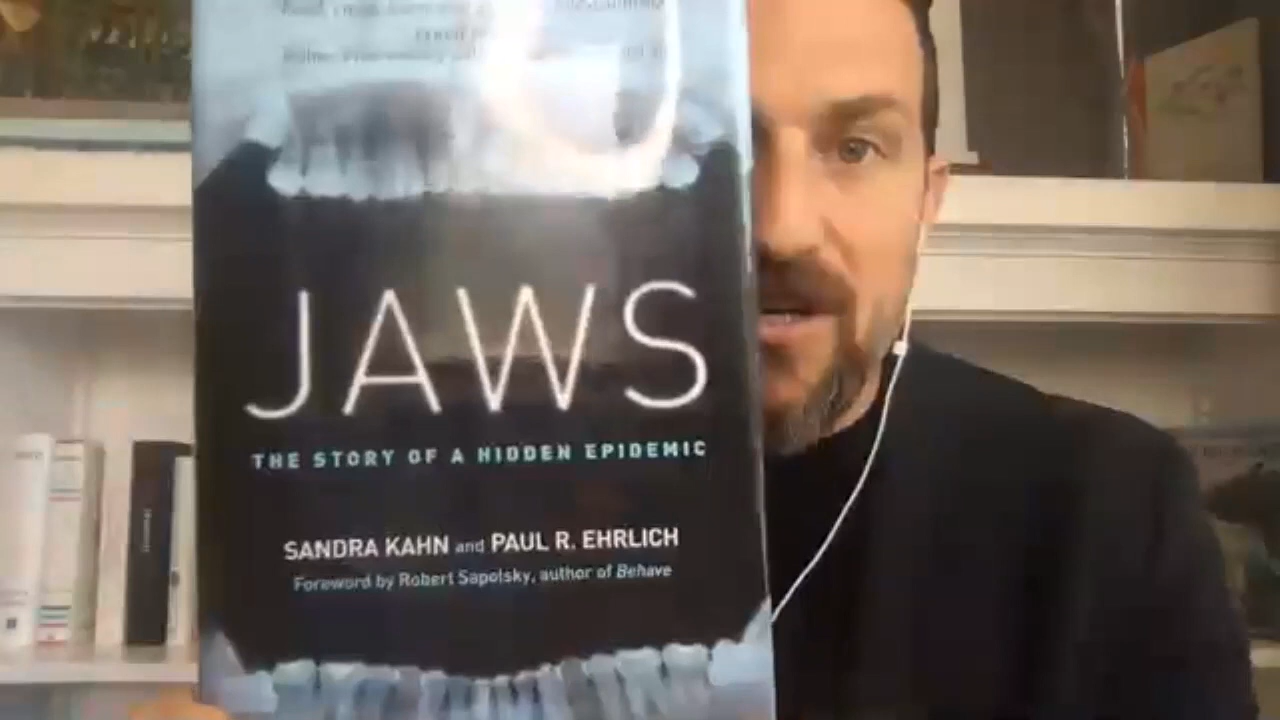 JAWS
THE STORY OF A HIDDEN EPIDEMIC
SANDRA KAHN and PAUL R. EHRLICH
Foreword by Robert Sapolsky, author of Behave